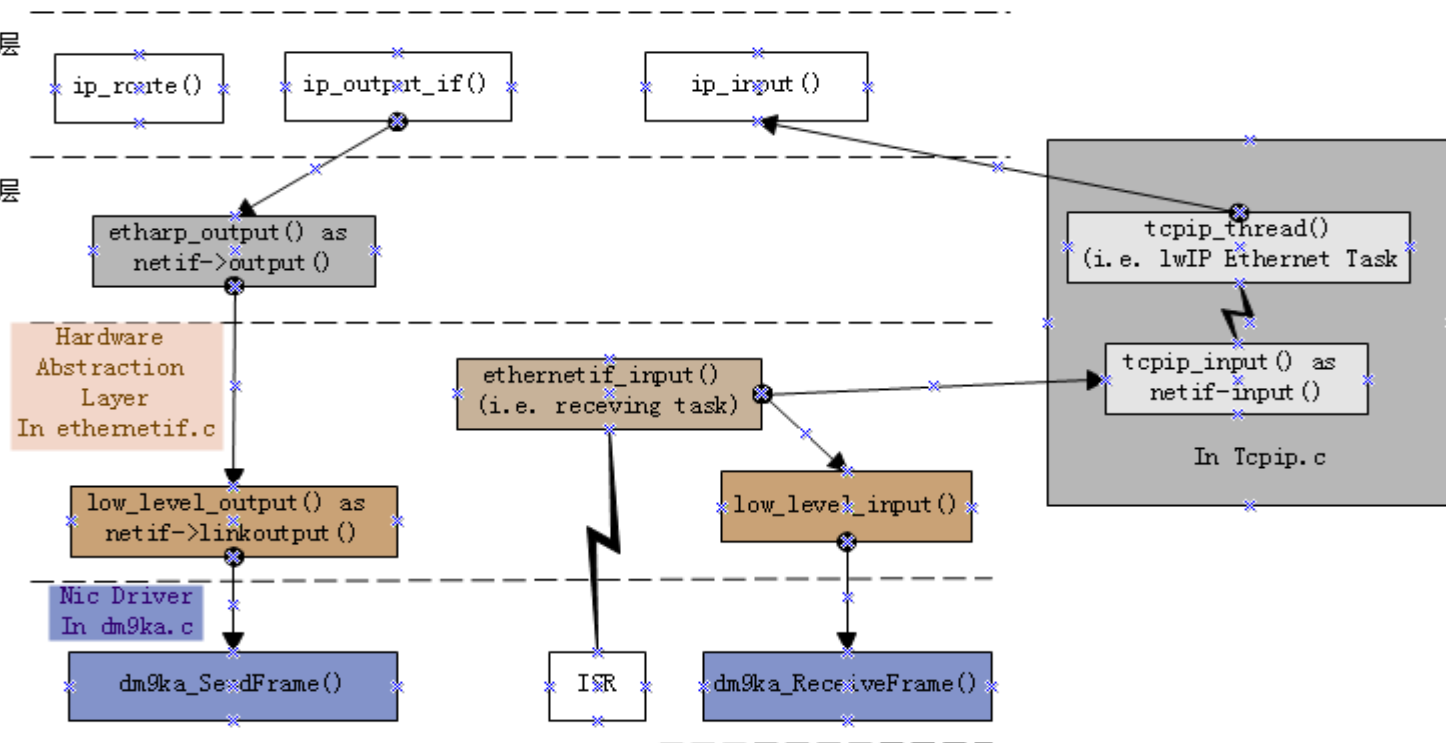 层
ip_route()
ip_output_if()
ip_input()
层
etharp_output() as
netif->output()
tcpip_thread()
(i.e. lwIP Ethernet Task
Hardware
Abstraction
Layer
In ethernetif.c
ethernetif_input()
(i.e. receving task)
tcpip_input() as
netif-input()
In Tcpip.c
low_level_output() as
netif->linkoutput()
low_level_input()
Nic Driver
In dm9ka.c
dm9ka_SendFrame()
ISR
dm9ka_ReceiveFrame()